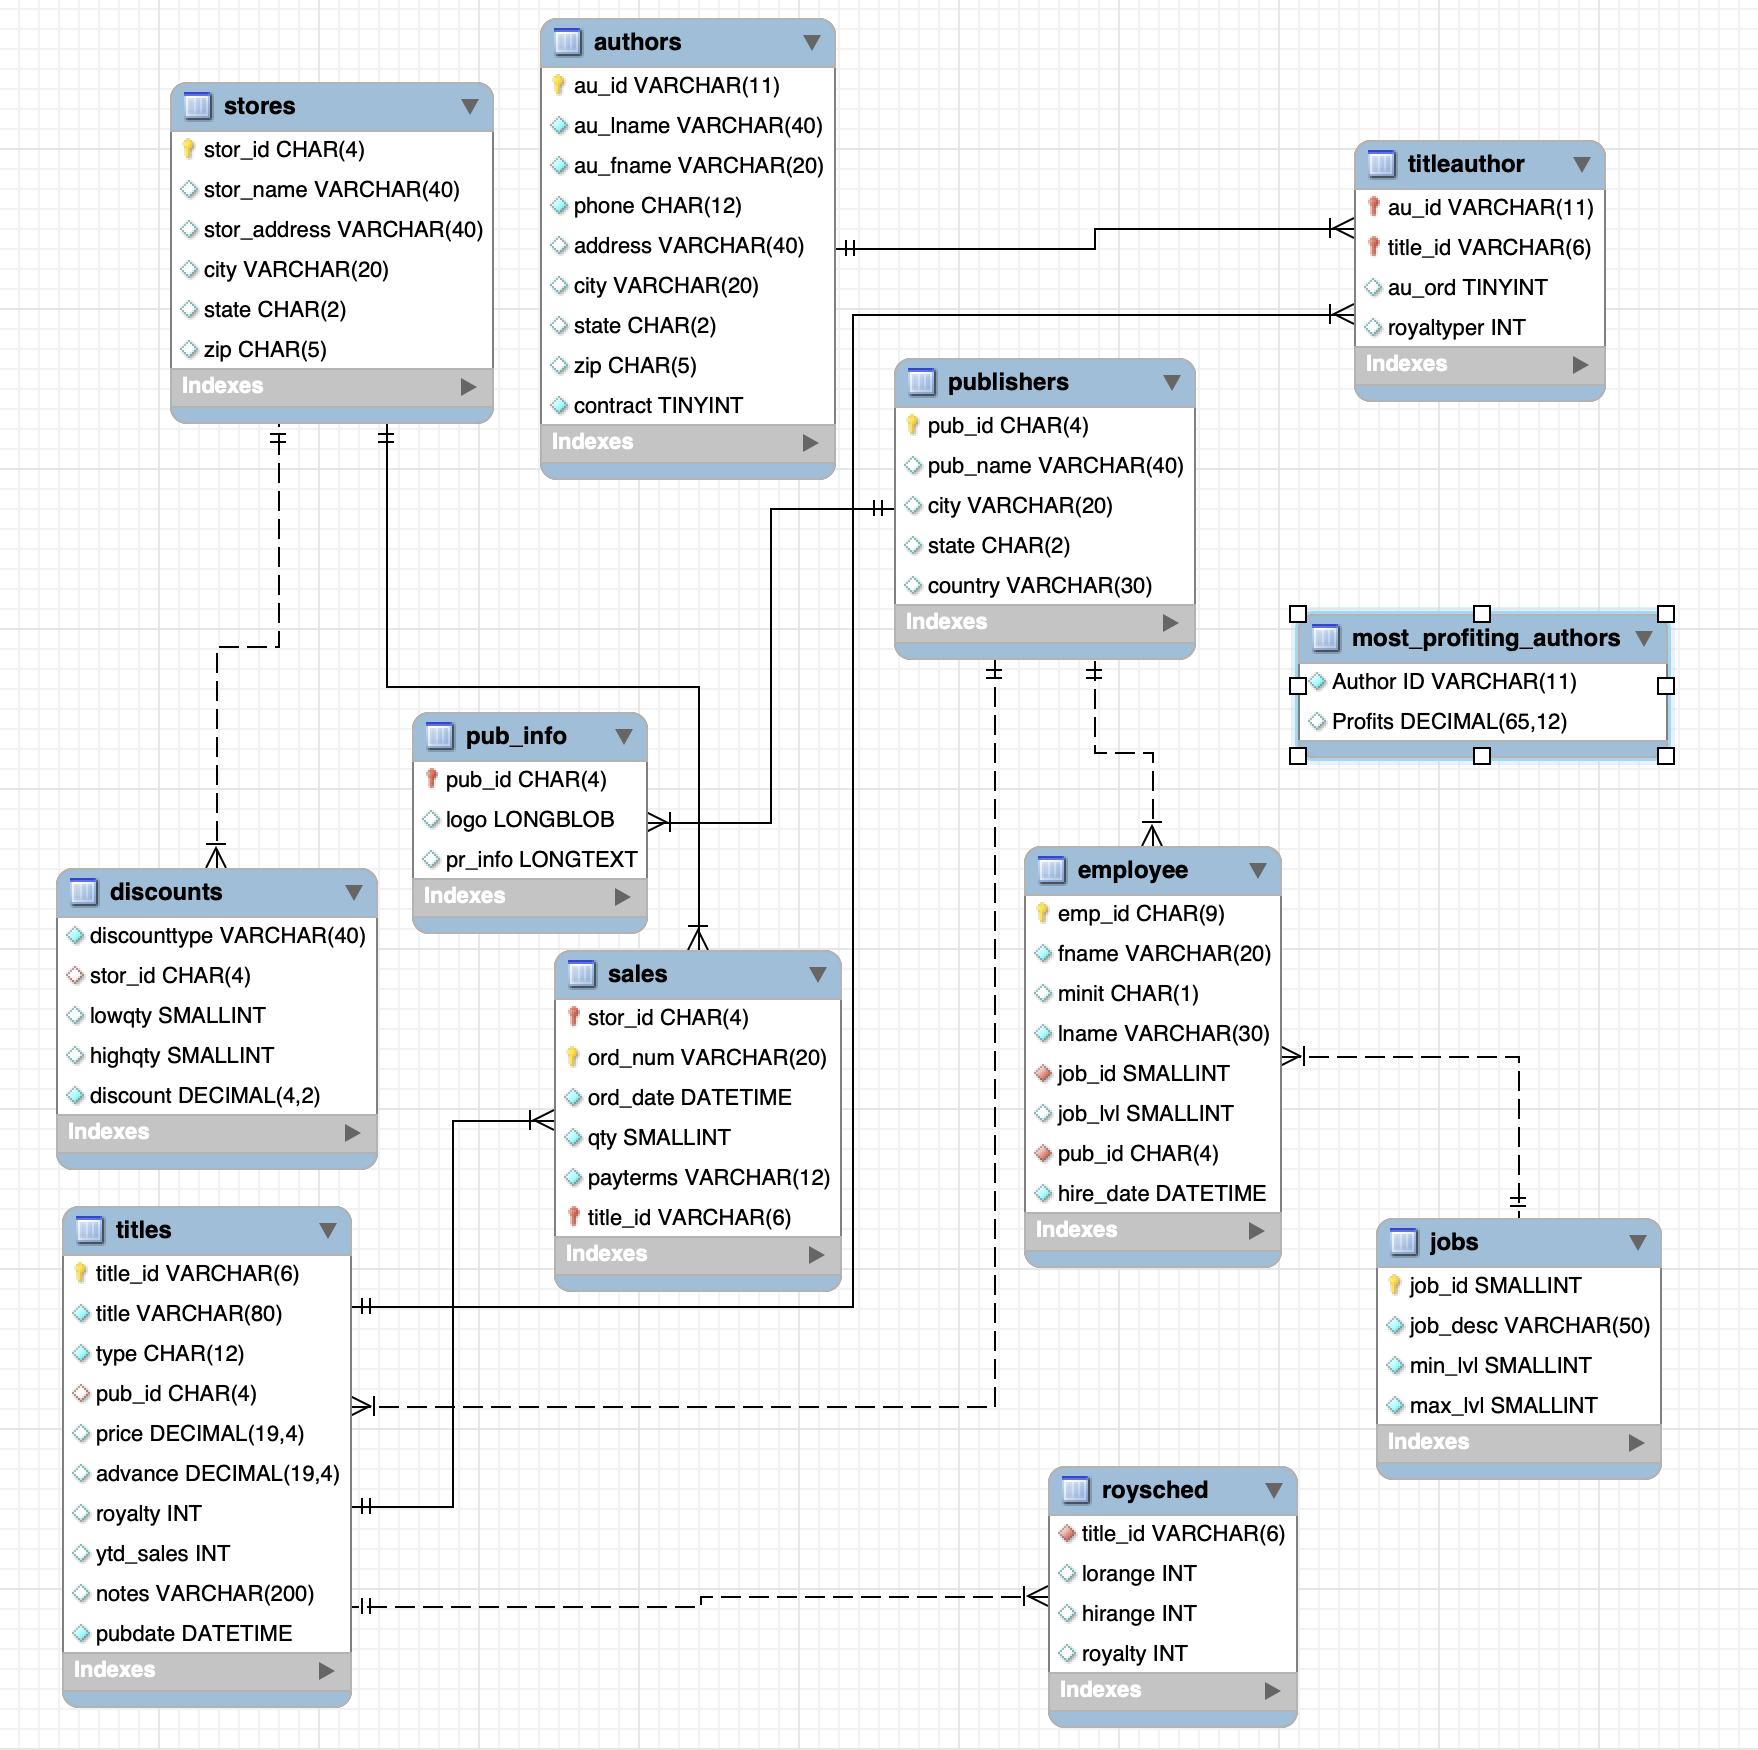 authors
au_id VARCHAR(11)
au_lname VARCHAR(40)
au_fname VARCHAR(20)
phone CHAR(12)
address VARCHAR(40)
city VARCHAR(20)
state CHAR(2)
zip CHAR(5)
contract TINYINT
Indexes
stores
stor_id CHAR(4)
stor_name VARCHAR(40)
stor_address VARCHAR(40)
city VARCHAR(20)
state CHAR(2)
zip CHAR(5)
Indexes
titleauthor
au_id VARCHAR(11)
title_id VARCHAR(6)
au_ord TINYINT
royaltyper INT
Indexes
publishers
pub_id CHAR(4)
pub_name VARCHAR(40)
city VARCHAR(20)
state CHAR(2)
country VARCHAR(30)
Indexes
most_profiting_authors
Author ID VARCHAR(11)
Profits DECIMAL(65,12)
pub_info
pub_id CHAR(4)
logo LONGBLOB
pr_info LONGTEXT
Indexes
discounts
discounttype VARCHAR(40)
stor_id CHAR(4)
lowqty SMALLINT
highqty SMALLINT
discount DECIMAL(4,2)
Indexes
sales
stor_id CHAR(4)
ord_num VARCHAR(20)
ord_date DATETIME
qty SMALLINT
payterms VARCHAR(12)
title_id VARCHAR(6)
Indexes
employee
emp_id CHAR(9)
fname VARCHAR(20)
minit CHAR(1)
lname VARCHAR(30)
job_id SMALLINT
job_lvl SMALLINT
pub_id CHAR(4)
hire_date DATETIME
Indexes
titles
title_id VARCHAR(6)
title VARCHAR(80)
type CHAR(12)
pub_id CHAR(4)
price DECIMAL(19,4)
advance DECIMAL(19,4)
royalty INT
ytd_sales INT
notes VARCHAR(200)
pubdate DATETIME
Indexes
jobs
job_id SMALLINT
job_desc VARCHAR(50)
min_lvl SMALLINT
max_lvl SMALLINT
Indexes
roysched
title_id VARCHAR(6)
lorange INT
hirange INT
royalty INT
Indexes